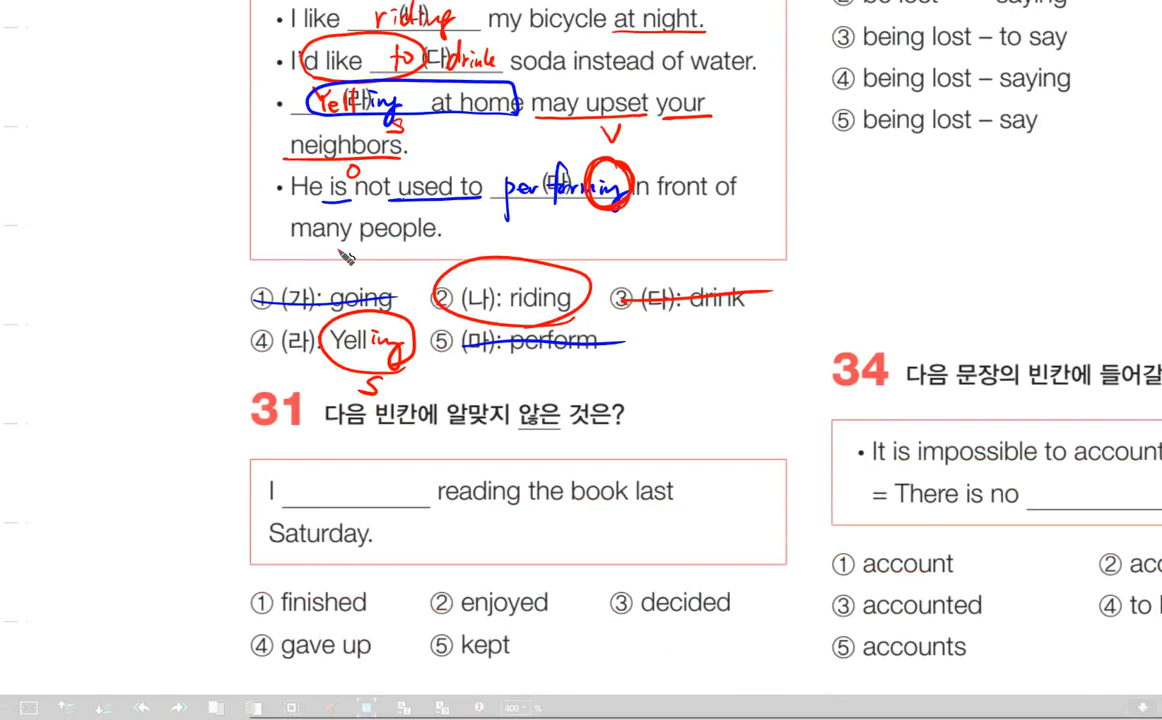 • I like riding (나) my bicycle at night.
• I'd like to (다) drink soda instead of water.
• Yelling (라) at home may upset your
S V
neighbors.
O
• He is not used to performing (마) in front of
many people.
① (가): going ② (나): riding ③ (다): drink
④ (라): Yelling ⑤ (마): perform
S
31 다음 빈칸에 알맞지 않은 것은?
I ____________ reading the book last
Saturday.
① finished ② enjoyed ③ decided
④ gave up ⑤ kept
③ being lost – to say
④ being lost – saying
⑤ being lost – say
34 다음 문장의 빈칸에 들어갈
• It is impossible to account
= There is no ____________
① account ② acc
③ accounted ④ to
⑤ accounts
400 %